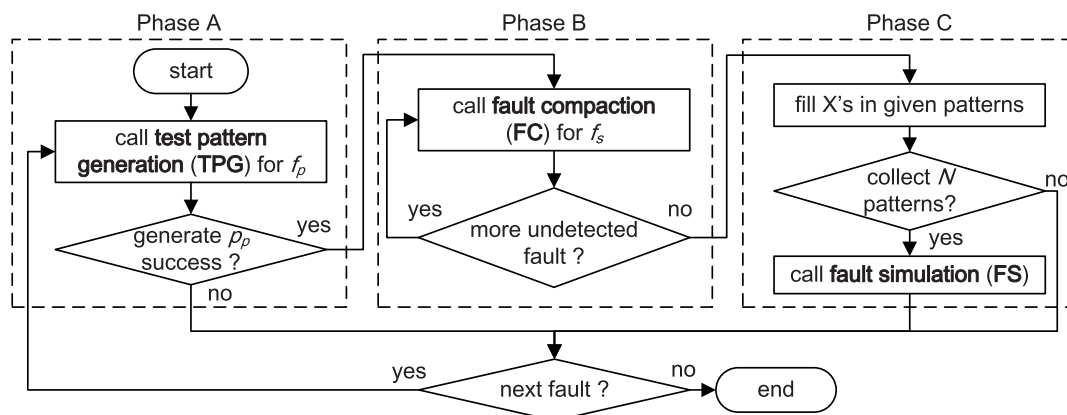 Phase A
start
call test pattern
generation (TPG) for fp
generate pp
success ?
yes
no
Phase B
call fault compaction
(FC) for fs
yes
more undetected
fault ?
no
Phase C
fill X's in given patterns
collect N
patterns?
no
yes
call fault simulation (FS)
yes
next fault ?
no
end